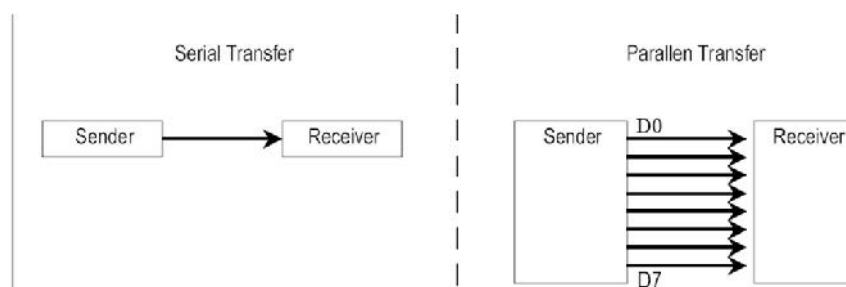 Serial Transfer
Sender
Receiver
Parallen Transfer
Sender
D0
Receiver
D7